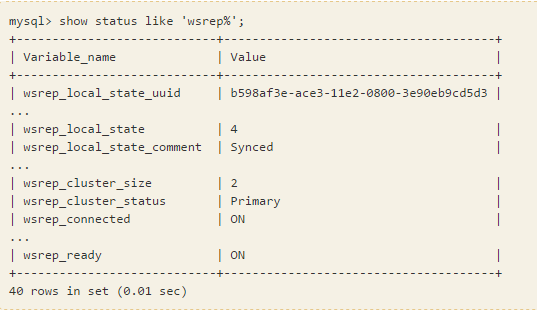 mysql> show status like 'wsrep%';
+----------------------------+--------------------------------------+
| Variable_name              | Value                                |
+----------------------------+--------------------------------------+
| wsrep_local_state_uuid     | b598af3e-ace3-11e2-0800-3e90eb9cd5d3 |
...
| wsrep_local_state          | 4                                    |
| wsrep_local_state_comment  | Synced                               |
...
| wsrep_cluster_size         | 2                                    |
| wsrep_cluster_status       | Primary                              |
| wsrep_connected            | ON                                   |
...
| wsrep_ready                | ON                                   |
+----------------------------+--------------------------------------+
40 rows in set (0.01 sec)